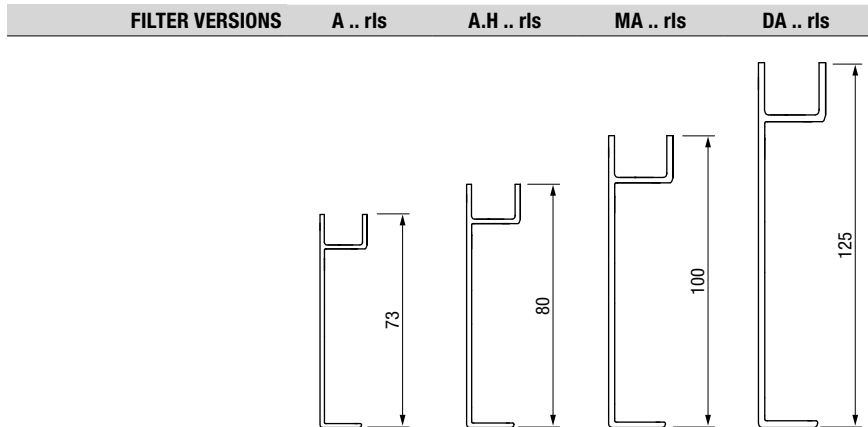 FILTER VERSIONS A .. rls A.H .. rls MA .. rls DA .. rls
125
100
80
73